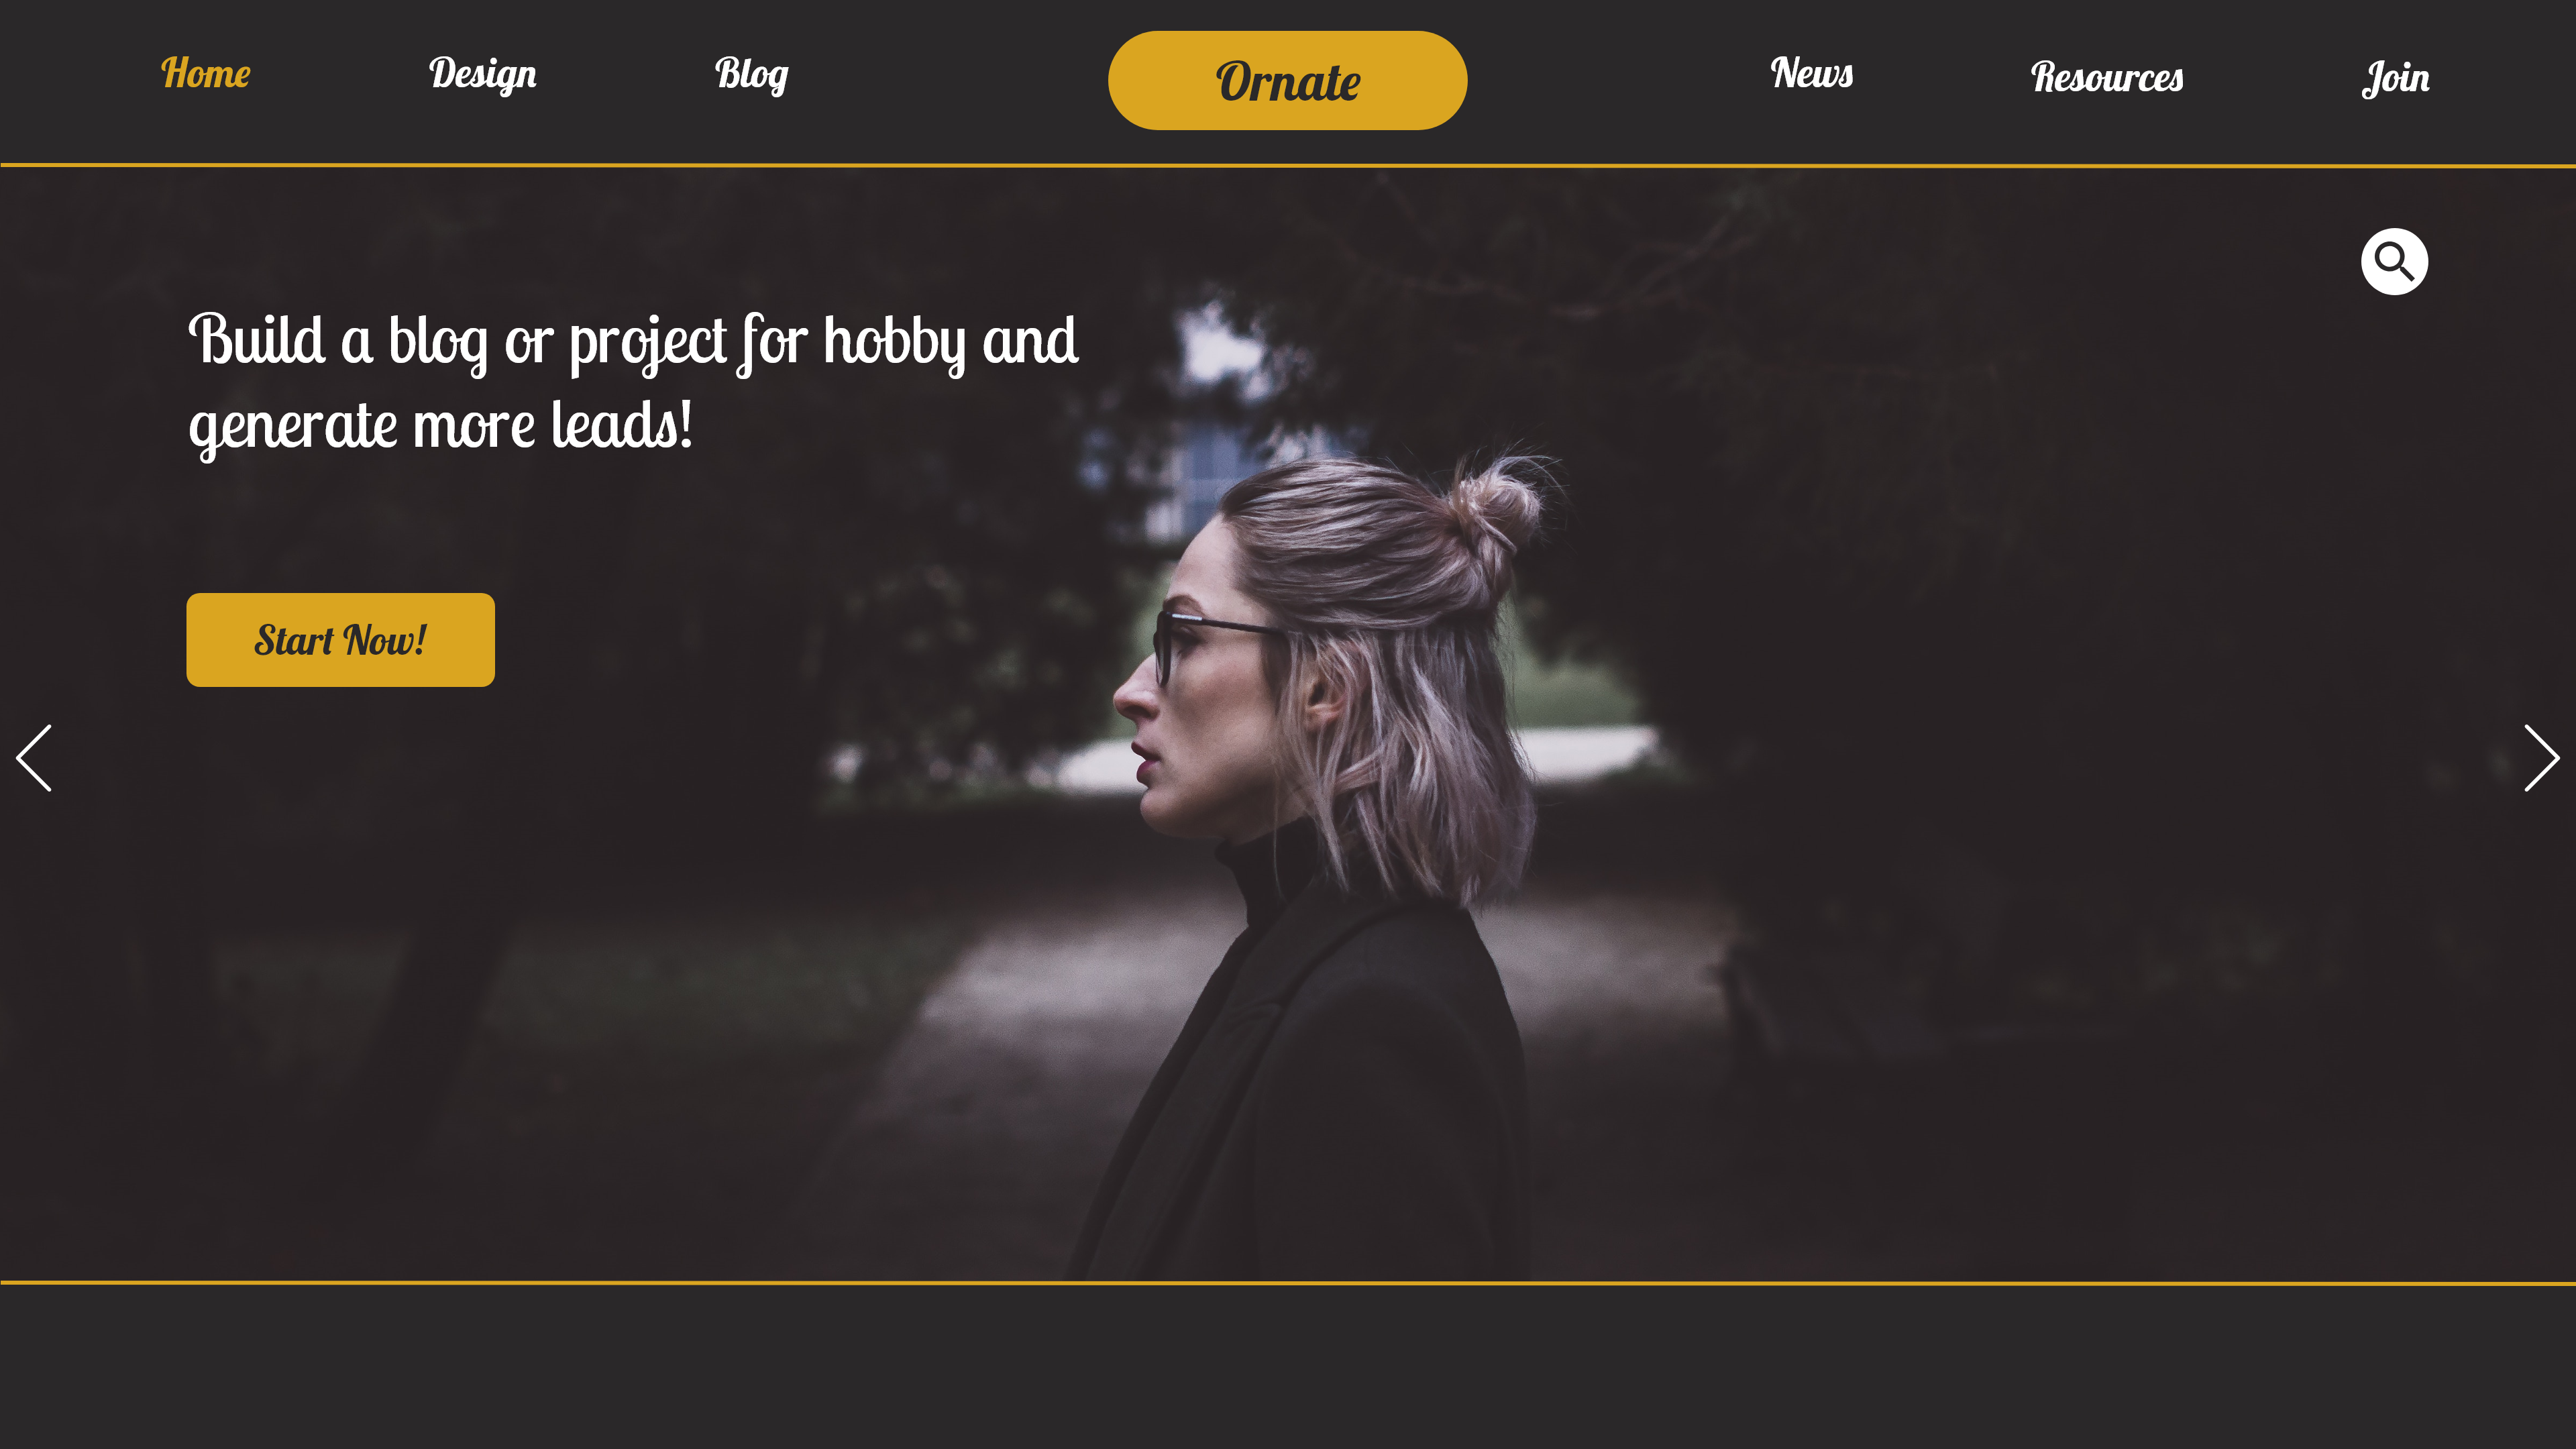 Home
Design
Blog
Ornate
News
Resources
Join
Build a blog or project for hobby and
generate more leads!
Start Now!